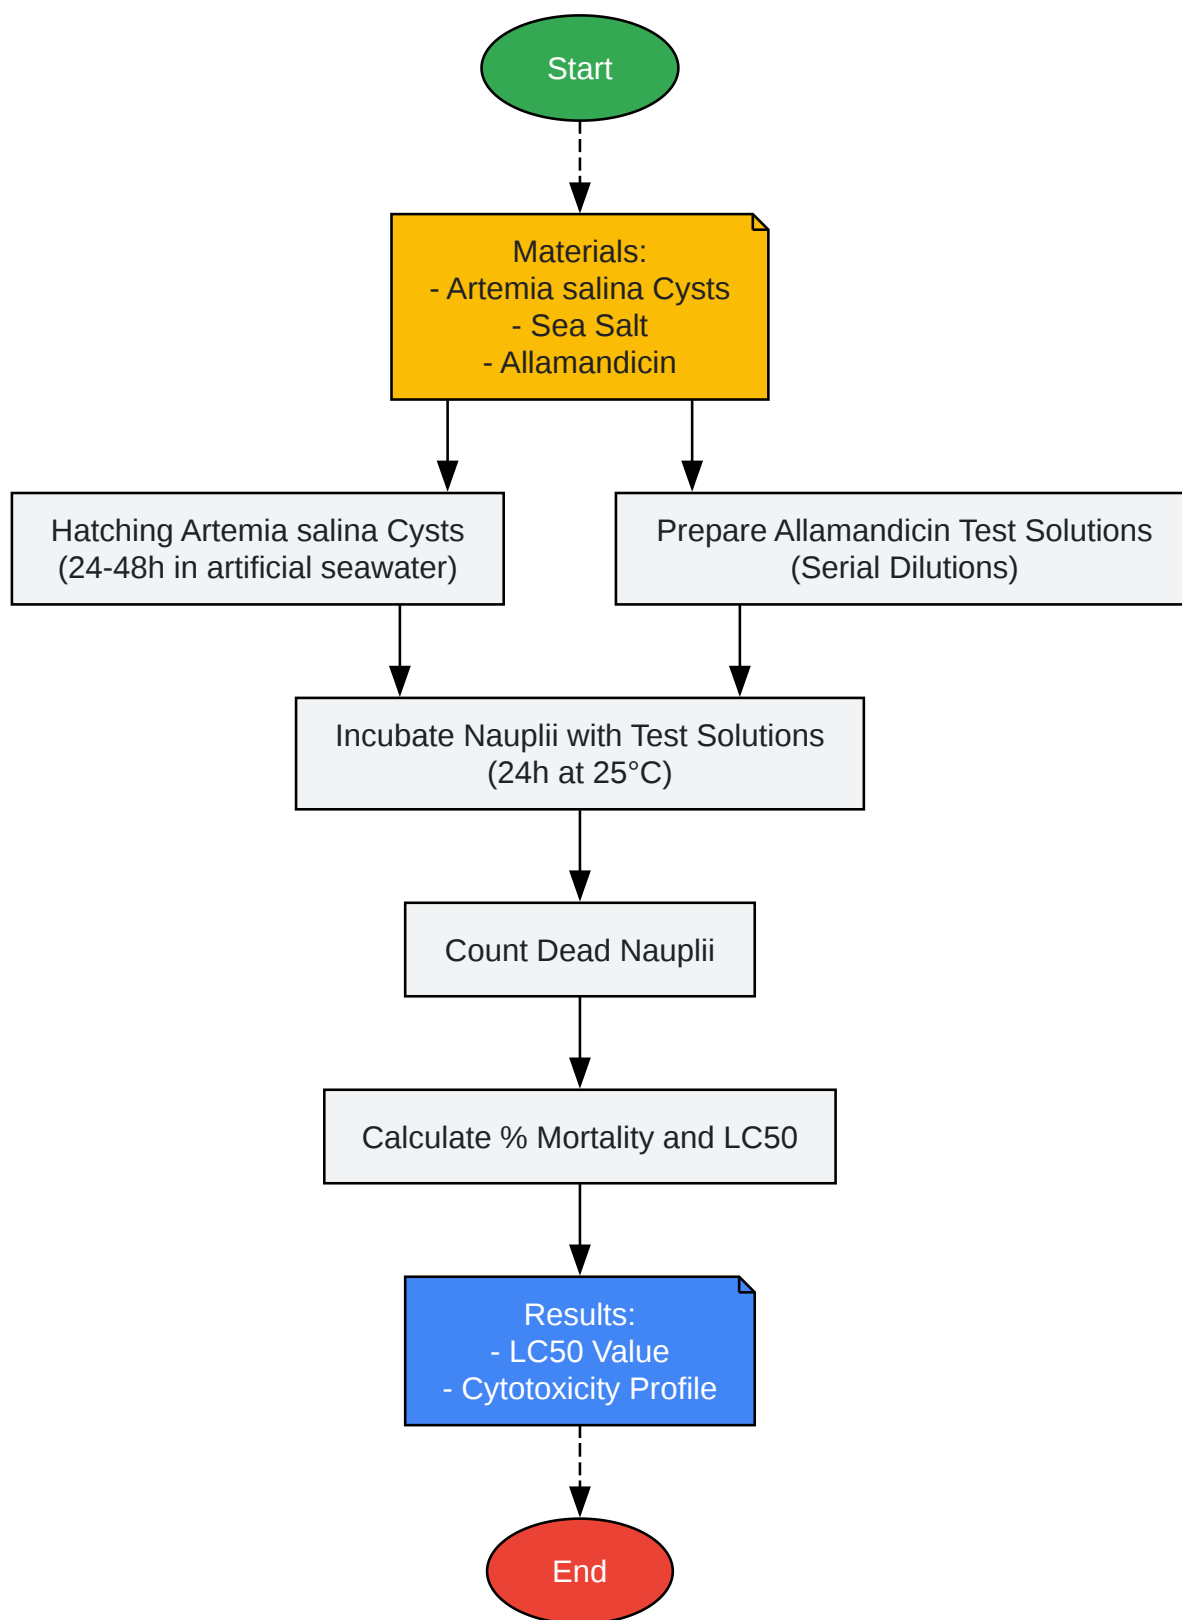 Start
Materials:
- Artemia salina Cysts
- Sea Salt
- Allamandicin
Hatching Artemia salina Cysts
(24-48h in artificial seawater)
Prepare Allamandicin Test Solutions
(Serial Dilutions)
Incubate Nauplii with Test Solutions
(24h at 25°C)
Count Dead Nauplii
Calculate % Mortality and LC50
Results:
- LC50 Value
- Cytotoxicity Profile
End